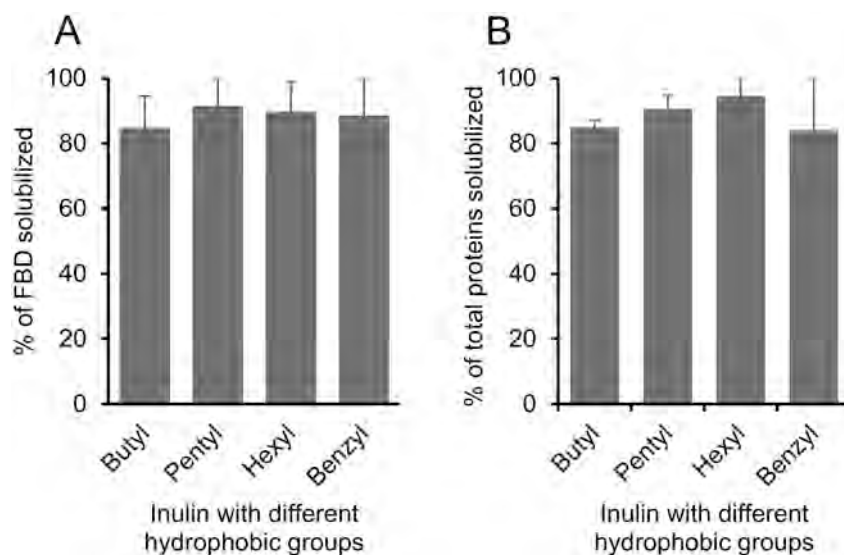 A
% of FBD solubilized
100
80
60
40
20
0
Butyl
Pentyl
Hexyl
Benzyl
Inulin with different
hydrophobic groups
B
% of total proteins solubilized
100
80
60
40
20
0
Butyl
Pentyl
Hexyl
Benzyl
Inulin with different
hydrophobic groups